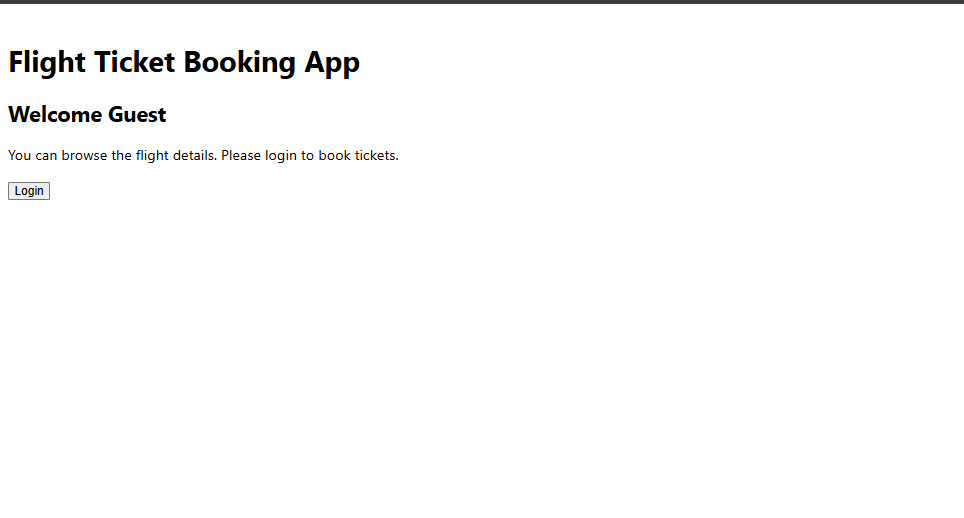 Flight Ticket Booking App
Welcome Guest
You can browse the flight details. Please login to book tickets.
Login